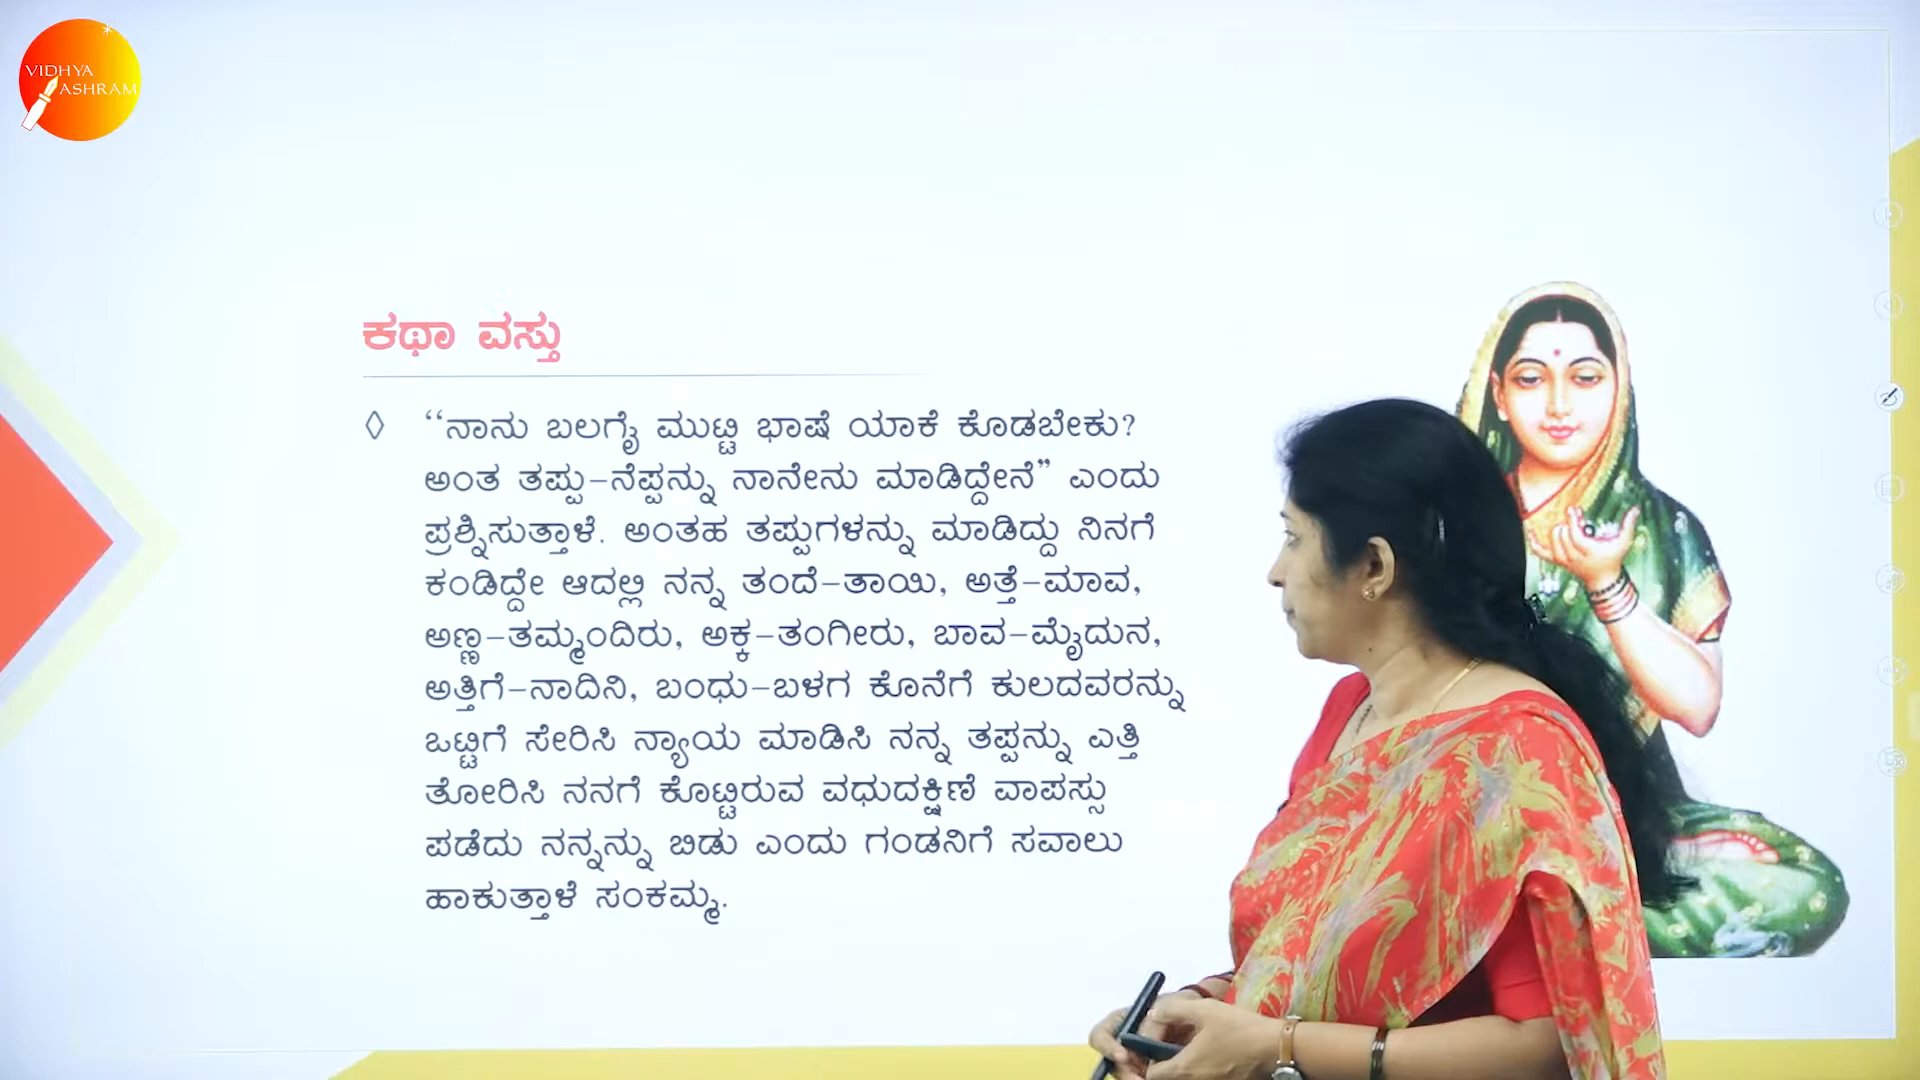 VIDHYA
ASHRAM
ಕಥಾ ವಸ್ತು
‘‘ನಾನು ಬಲಗೈ ಮುಟ್ಟಿ ಭಾಷೆ ಯಾಕೆ ಕೊಡಬೇಕು?
ಅಂತ ತಪ್ಪು–ನೆಪ್ಪನ್ನು ನಾನೇನು ಮಾಡಿದ್ದೇನೆ” ಎಂದು
ಪ್ರಶ್ನಿಸುತ್ತಾಳೆ. ಅಂತಹ ತಪ್ಪುಗಳನ್ನು ಮಾಡಿದ್ದು ನಿನಗೆ
ಕಂಡಿದ್ದೇ ಆದಲ್ಲಿ ನನ್ನ ತಂದೆ–ತಾಯಿ, ಅತ್ತೆ–ಮಾವ,
ಅಣ್ಣ–ತಮ್ಮಂದಿರು, ಅಕ್ಕ–ತಂಗೀರು, ಬಾವ–ಮೈದುನ,
ಅತ್ತಿಗೆ–ನಾದಿನಿ, ಬಂಧು–ಬಳಗ ಕೊನೆಗೆ ಕುಲದವರನ್ನು
ಒಟ್ಟಿಗೆ ಸೇರಿಸಿ ನ್ಯಾಯ ಮಾಡಿಸಿ ನನ್ನ ತಪ್ಪನ್ನು ಎತ್ತಿ
ತೋರಿಸಿ ನನಗೆ ಕೊಟ್ಟಿರುವ ವಧುದಕ್ಷಿಣೆ ವಾಪಸ್ಸು
ಪಡೆದು ನನ್ನನ್ನು ಬಿಡು ಎಂದು ಗಂಡನಿಗೆ ಸವಾಲು
ಹಾಕುತ್ತಾಳೆ ಸಂಕಮ್ಮ.